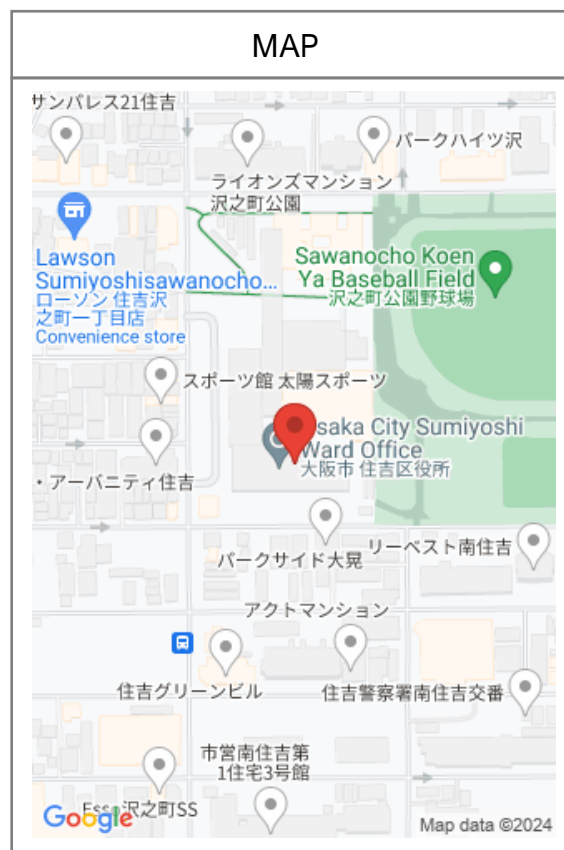 MAP
サンパレス21住吉
パークハイツ沢
ライオンズマンション
沢之町公園
Lawson
Sumiyoshisawanocho...
ローソン 住吉沢
之町一丁目店
Convenience store
Sawanocho Koen
Ya Baseball Field
沢之町公園野球場
スポーツ館 太陽スポーツ
saka City Sumiyoshi
Ward Office
大阪市 住吉区役所
・アーバニティ住吉
パークサイド大晃
リーベスト南住吉
アクトマンション
住吉グリーンビル
住吉警察署南住吉交番
市営南住吉第
1住宅3号館
Esso 沢之町SS
Google
Map data ©2024